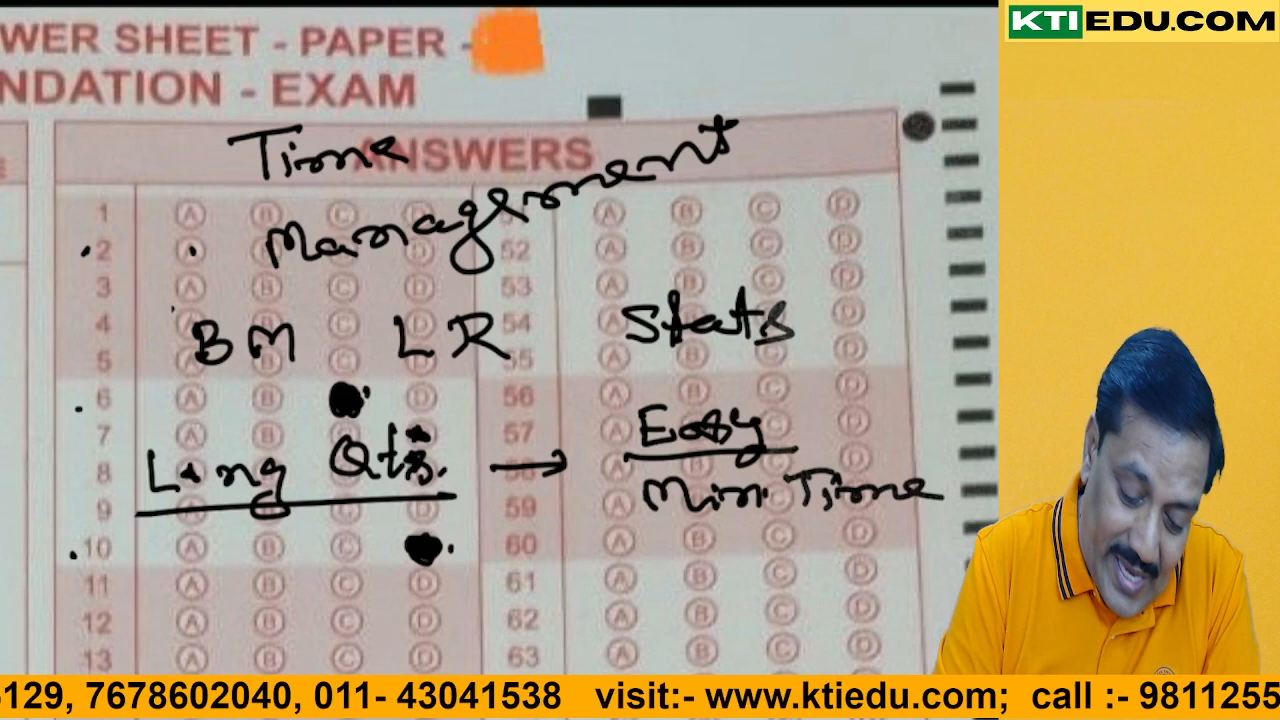 KTIEDU.COM
WER SHEET - PAPER -
NDATION - EXAM
ANSWERS
Time
Management
BM LR Stats
Long Qts. → Easy
Min. Time
1 A B C D 51 A B C D
2 A B C D 52 A B C D
3 A B C D 53 A B C D
4 A B C D 54 A B C D
5 A B C D 55 A B C D
6 A B D 56 A B C D
7 A B C D 57 A B C D
8 A B C D 58 A B C D
9 A B C D 59 A B C D
10 A B C 60 A B C D
11 A B C D 61 A B C D
12 A B C D 62 A B C D
13 A B C D 63 A B C D
129, 7678602040, 011- 43041538 visit:- www.ktiedu.com; call :- 9811255